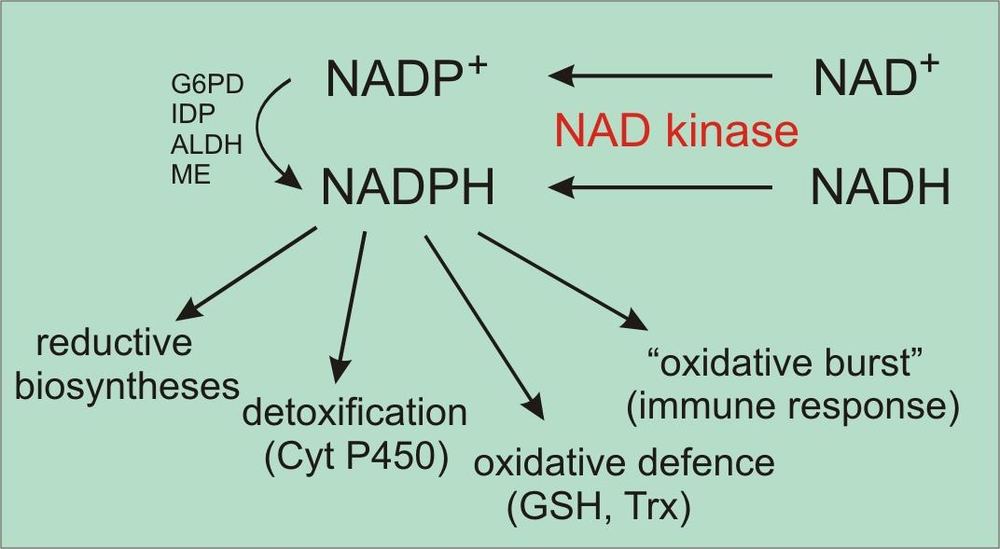 G6PD
IDP
ALDH
ME
NADP⁺
NAD⁺
NAD kinase
NADPH
NADH
reductive
biosyntheses
detoxification
(Cyt P450)
oxidative defence
(GSH, Trx)
“oxidative burst”
(immune response)